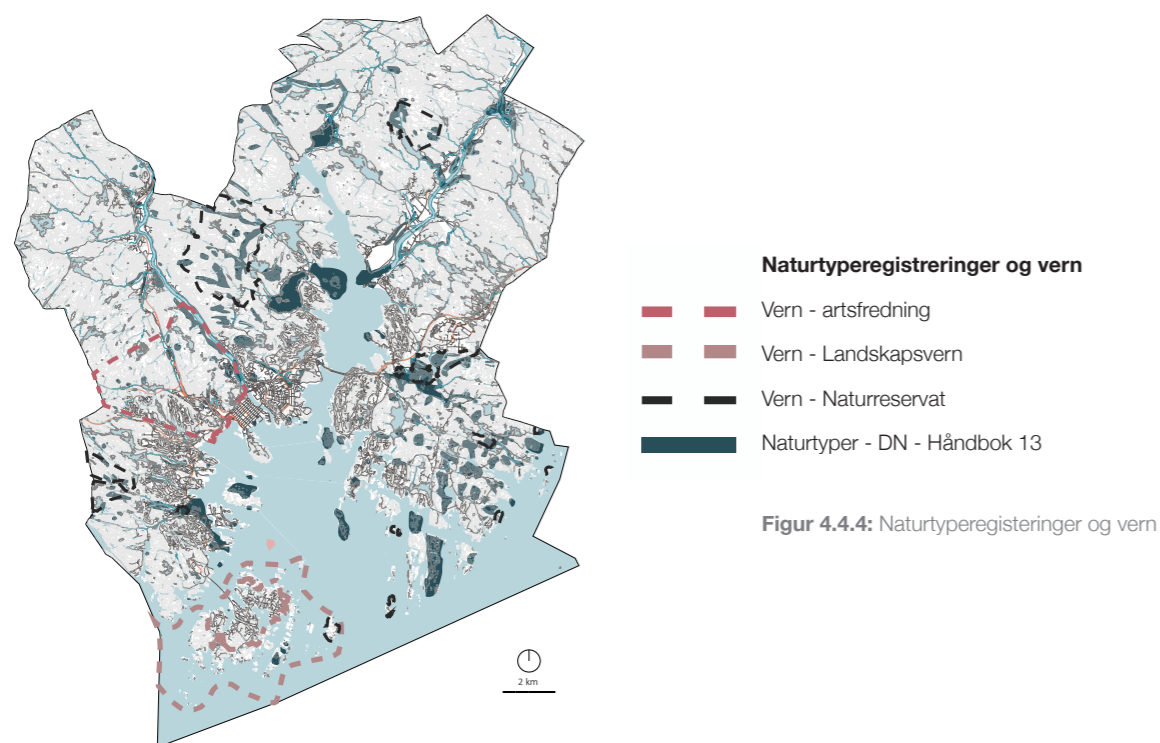 Naturtyperegistreringer og vern
Vern - artsfredning
Vern - Landskapsvern
Vern - Naturreservat
Naturtyper - DN - Håndbok 13
Figur 4.4.4: Naturtyperegisteringer og vern
2 km